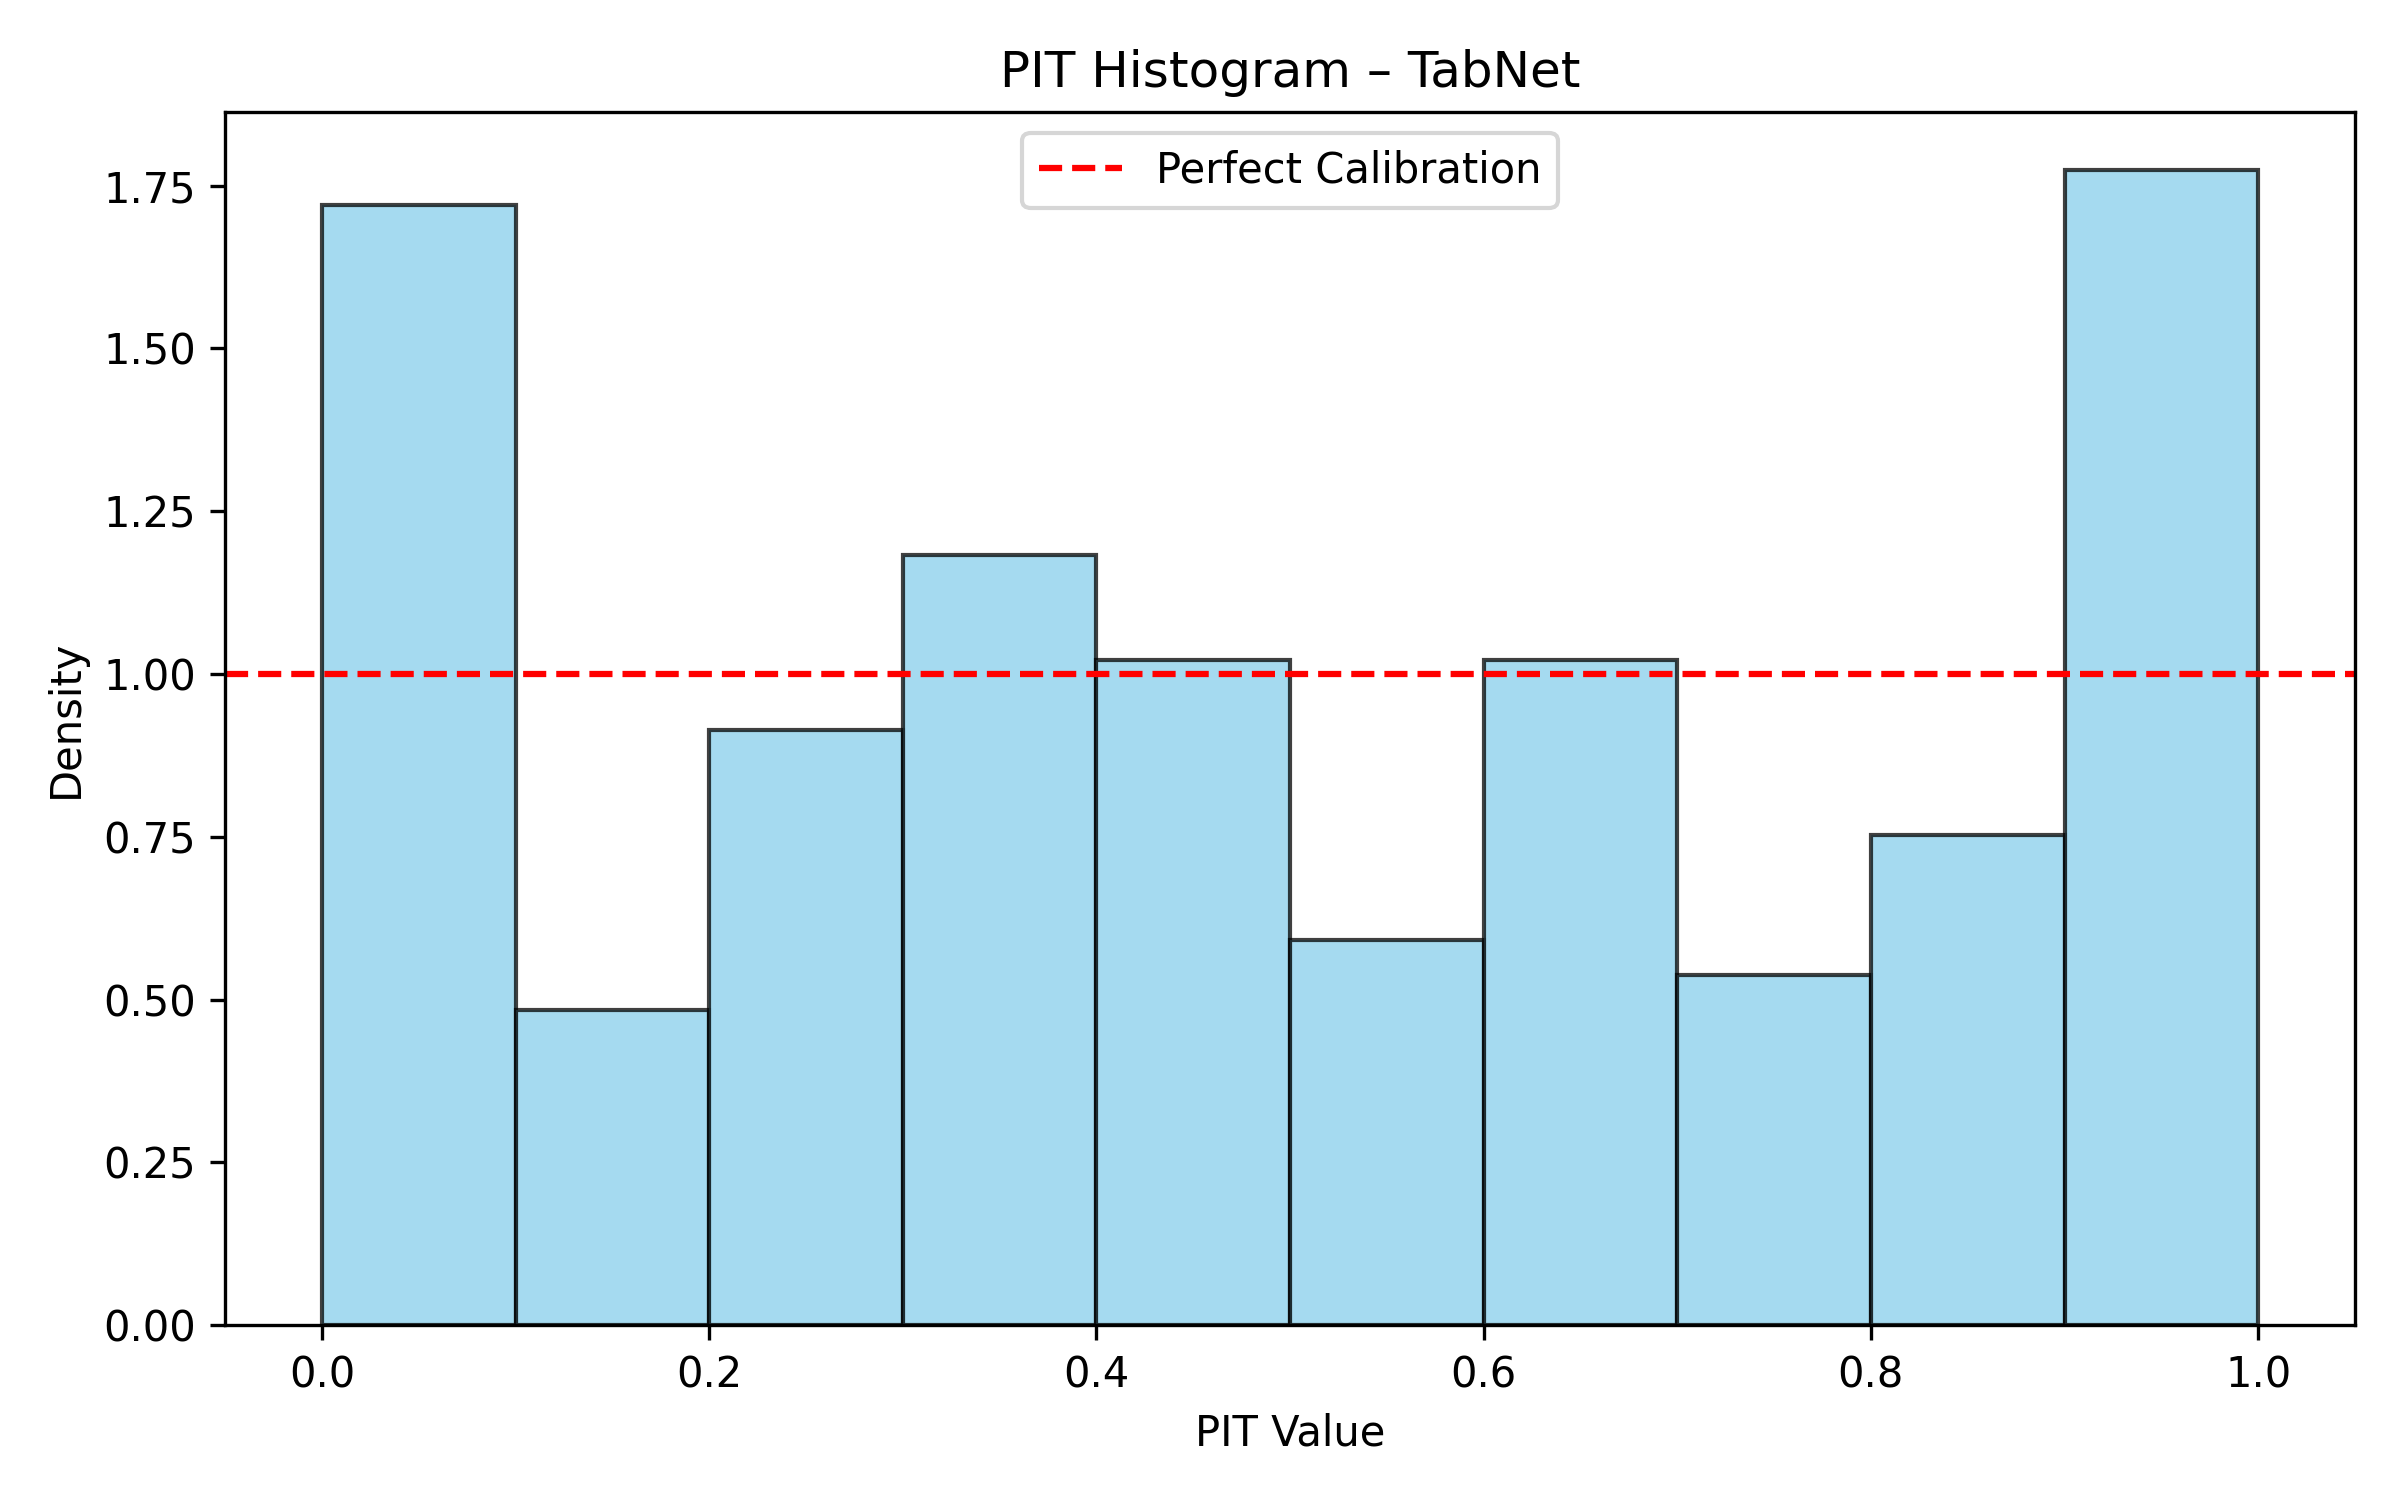 PIT Histogram – TabNet
Perfect Calibration
1.75
1.50
1.25
1.00
0.75
0.50
0.25
0.00
Density
0.0 0.2 0.4 0.6 0.8 1.0
PIT Value